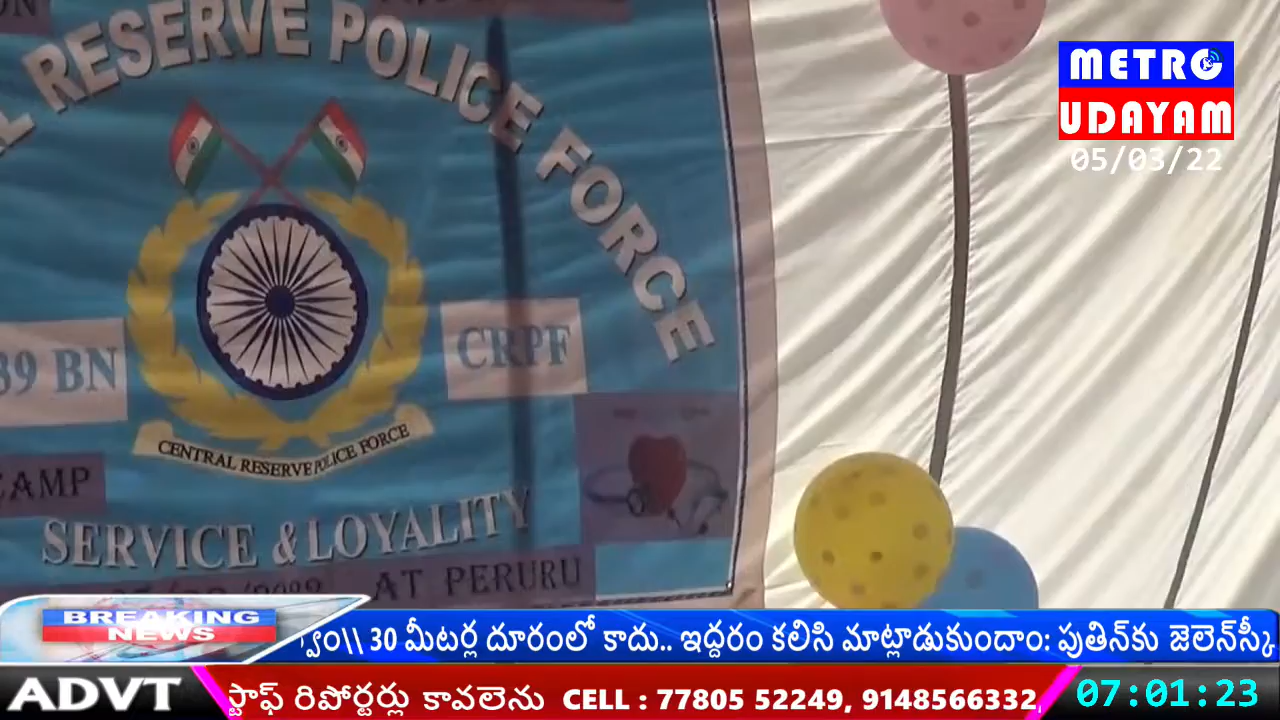 RESERVE POLICE FORCE
METRO
UDAYAM
05/03/22
89 BN
CRPF
CENTRAL RESERVE POLICE FORCE
CAMP
SERVICE & LOYALITY
AT PERURU
BREAKING
NEWS
30 మీటర్ల దూరంలో కాదు.. ఇద్దరం కలిసి మాట్లాడుకుందాం: పుతిన్‌కు జెలెన్‌స్కీ
ADVT
స్టాఫ్ రిపోర్టర్లు కావలెను CELL : 77805 52249, 9148566332,
07:01:23